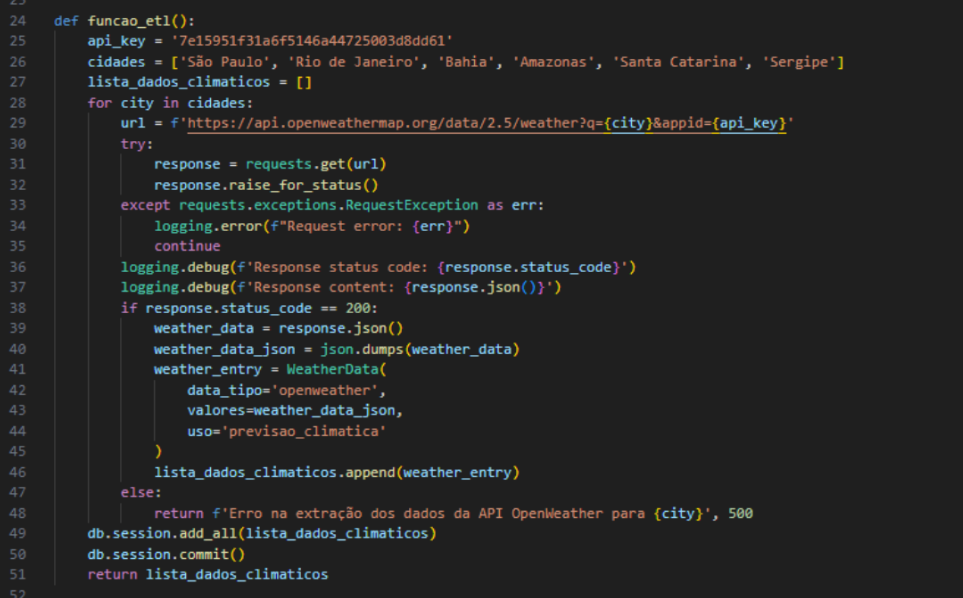 24 def funcao_etl():
25     api_key = '7e15951f31a6f5146a44725003d8dd61'
26     cidades = ['São Paulo', 'Rio de Janeiro', 'Bahia', 'Amazonas', 'Santa Catarina', 'Sergipe']
27     lista_dados_climaticos = []
28     for city in cidades:
29         url = f'https://api.openweathermap.org/data/2.5/weather?q={city}&appid={api_key}'
30         try:
31             response = requests.get(url)
32             response.raise_for_status()
33         except requests.exceptions.RequestException as err:
34             logging.error(f"Request error: {err}")
35             continue
36         logging.debug(f'Response status code: {response.status_code}')
37         logging.debug(f'Response content: {response.json()}')
38         if response.status_code == 200:
39             weather_data = response.json()
40             weather_data_json = json.dumps(weather_data)
41             weather_entry = WeatherData(
42                 data_tipo='openweather',
43                 valores=weather_data_json,
44                 uso='previsao_climatica'
45             )
46             lista_dados_climaticos.append(weather_entry)
47         else:
48             return f'Erro na extração dos dados da API OpenWeather para {city}', 500
49     db.session.add_all(lista_dados_climaticos)
50     db.session.commit()
51     return lista_dados_climaticos
52